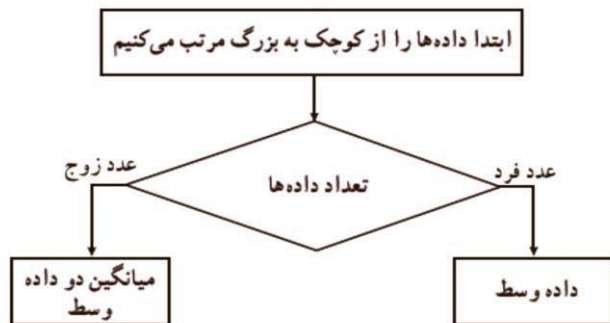 ابتدا داده‌ها را از کوچک به بزرگ مرتب می‌کنیم
عدد فرد
عدد زوج
تعداد داده‌ها
داده وسط
میانگین دو داده
وسط